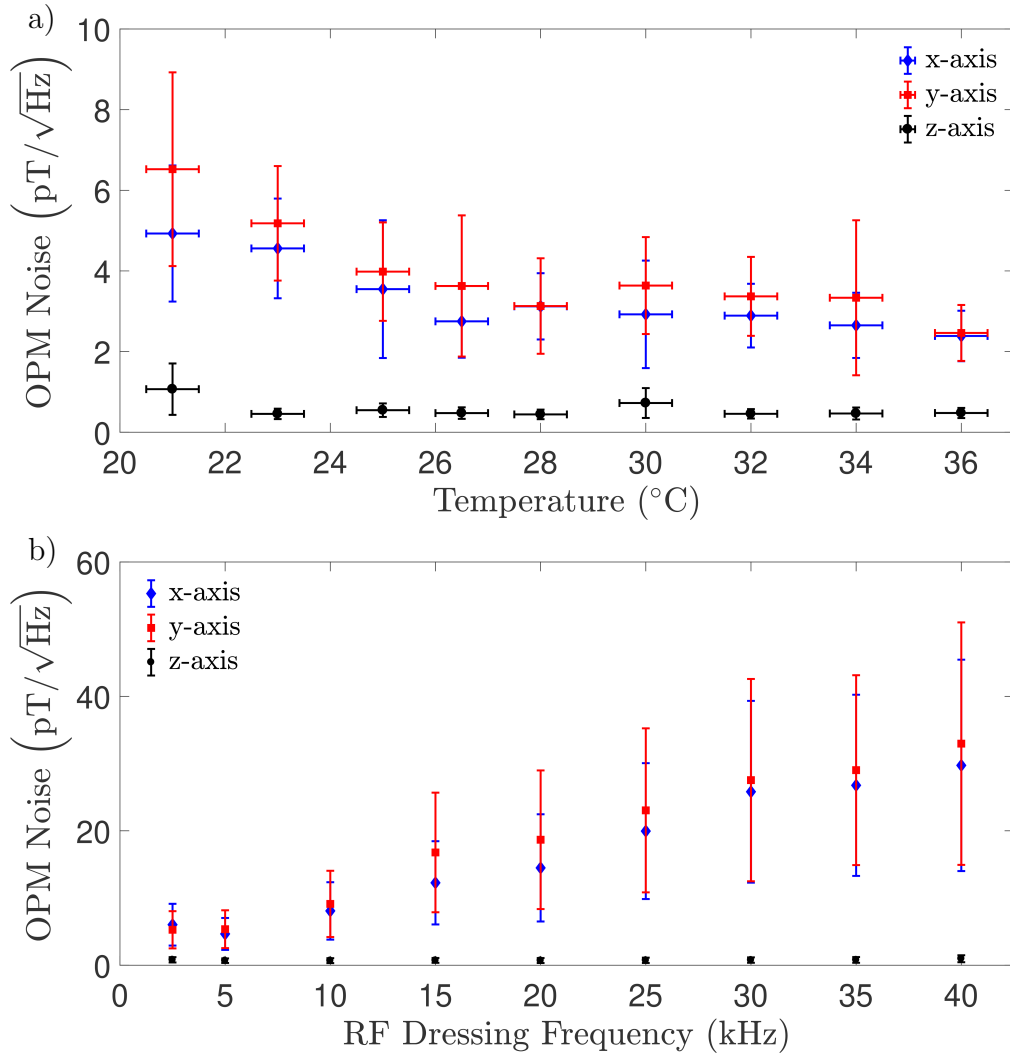 a)
OPM Noise (pT/√Hz)
10
8
6
4
2
0
x-axis
y-axis
z-axis
20 22 24 26 28 30 32 34 36
Temperature (°C)
b)
OPM Noise (pT/√Hz)
60
40
20
0
x-axis
y-axis
z-axis
0 5 10 15 20 25 30 35 40
RF Dressing Frequency (kHz)